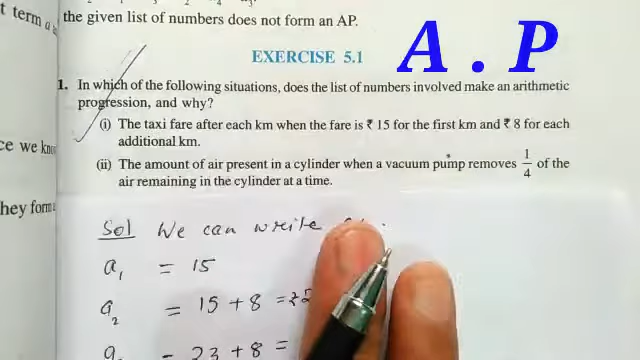 t term a
the given list of numbers does not form an AP.
EXERCISE 5.1
A . P
1. In which of the following situations, does the list of numbers involved make an arithmetic
progression, and why?
(i) The taxi fare after each km when the fare is ₹ 15 for the first km and ₹ 8 for each
additional km.
ce we know
(ii) The amount of air present in a cylinder when a vacuum pump removes 1/4 of the
air remaining in the cylinder at a time.
hey form a
Sol We can write
a₁ = 15
a₂ = 15 + 8 =
= 23 + 8 =